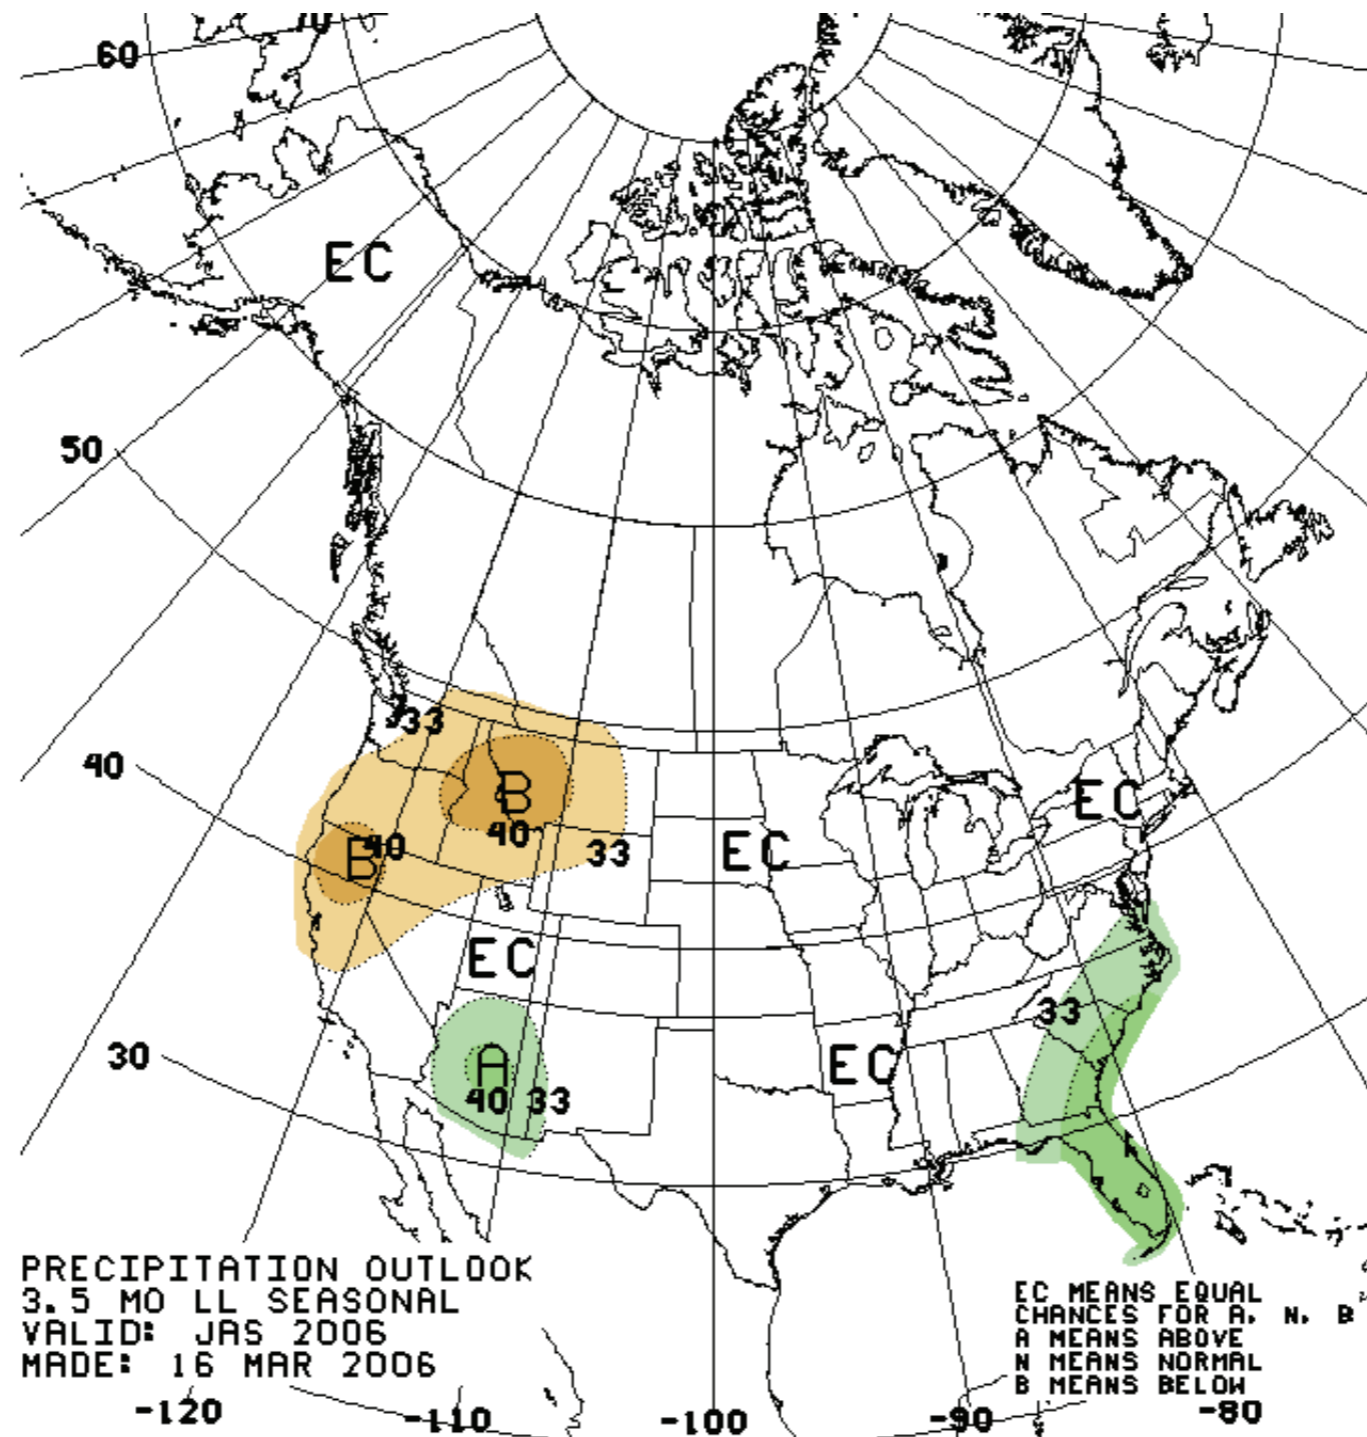 70
60
EC
50
33
40
B
40
B
40
33
EC
EC
EC
33
A
40 33
EC
30
PRECIPITATION OUTLOOK
3.5 MO LL SEASONAL
VALID: JAS 2006
MADE: 16 MAR 2006
EC MEANS EQUAL
CHANCES FOR A, N, B
A MEANS ABOVE
N MEANS NORMAL
B MEANS BELOW
-120
-110
-100
-90
-80